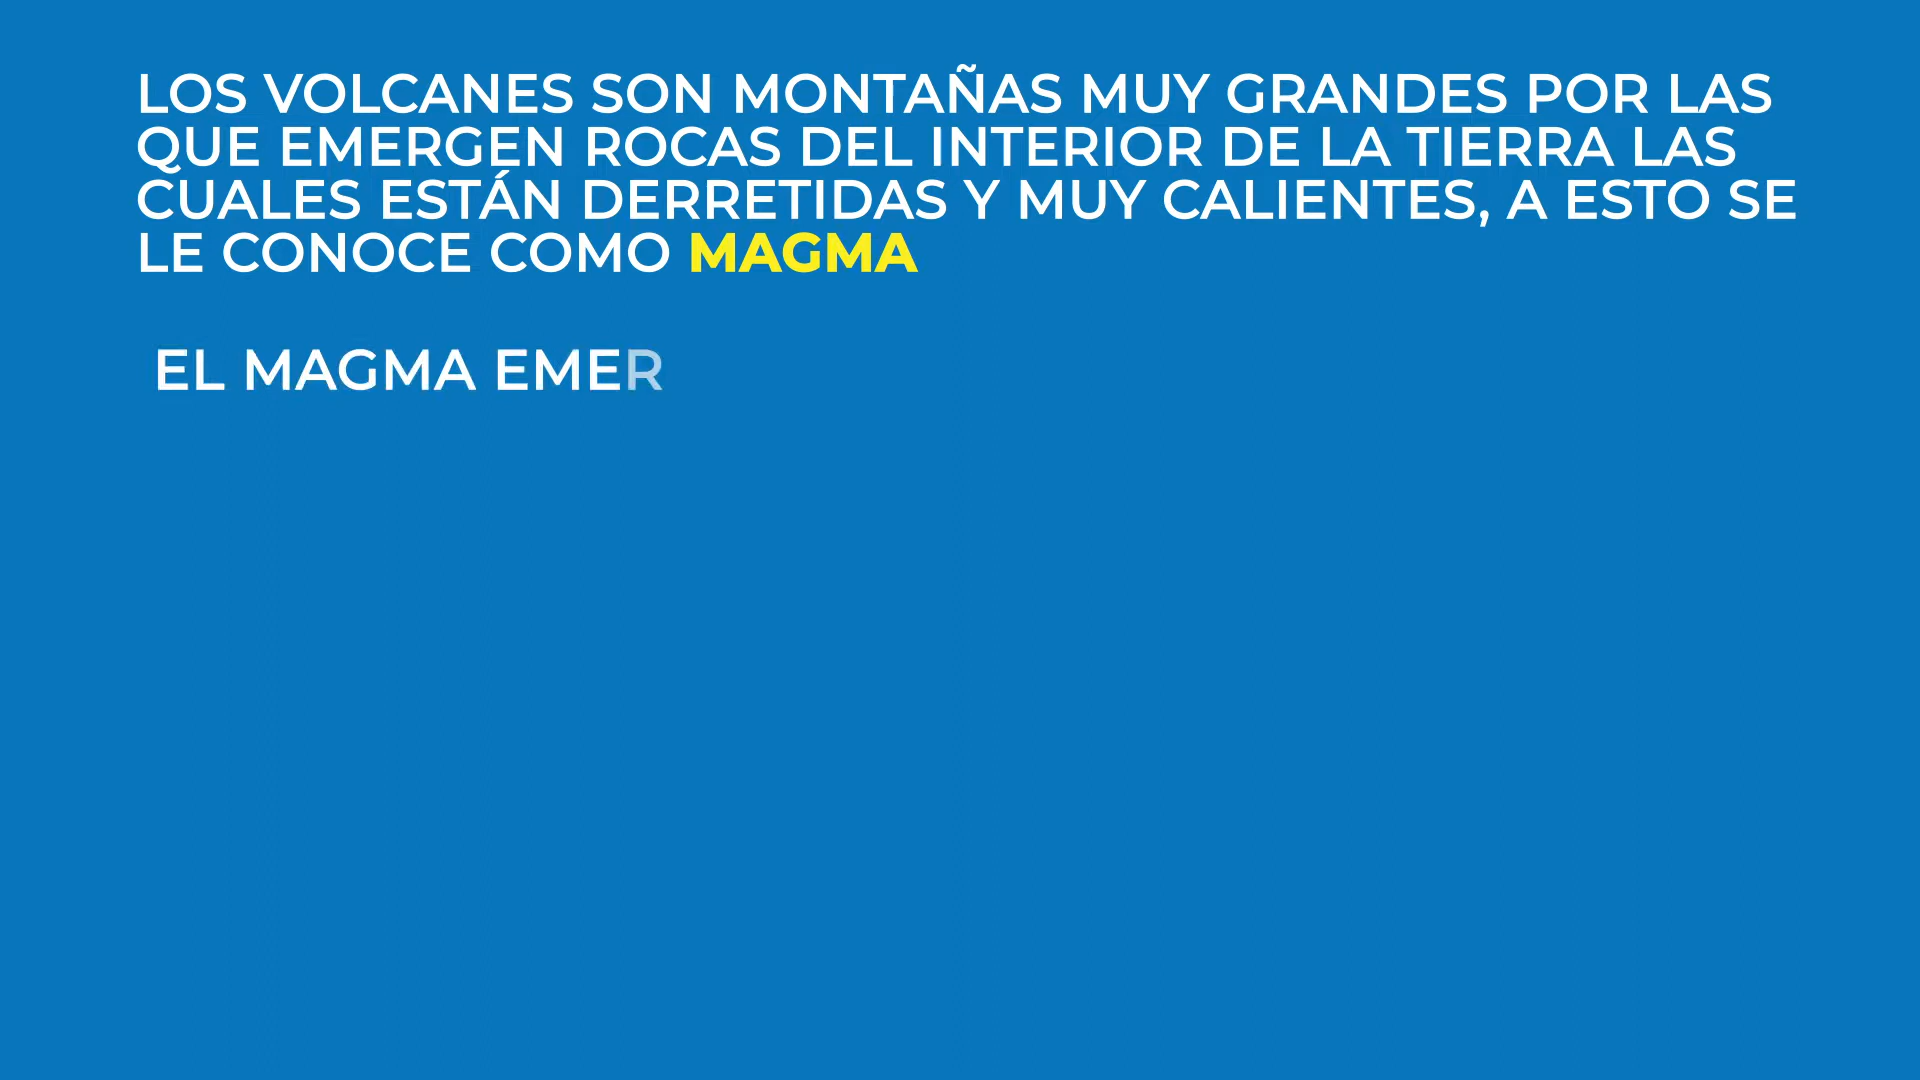 LOS VOLCANES SON MONTAÑAS MUY GRANDES POR LAS
QUE EMERGEN ROCAS DEL INTERIOR DE LA TIERRA LAS
CUALES ESTÁN DERRETIDAS Y MUY CALIENTES, A ESTO SE
LE CONOCE COMO MAGMA
EL MAGMA EMER